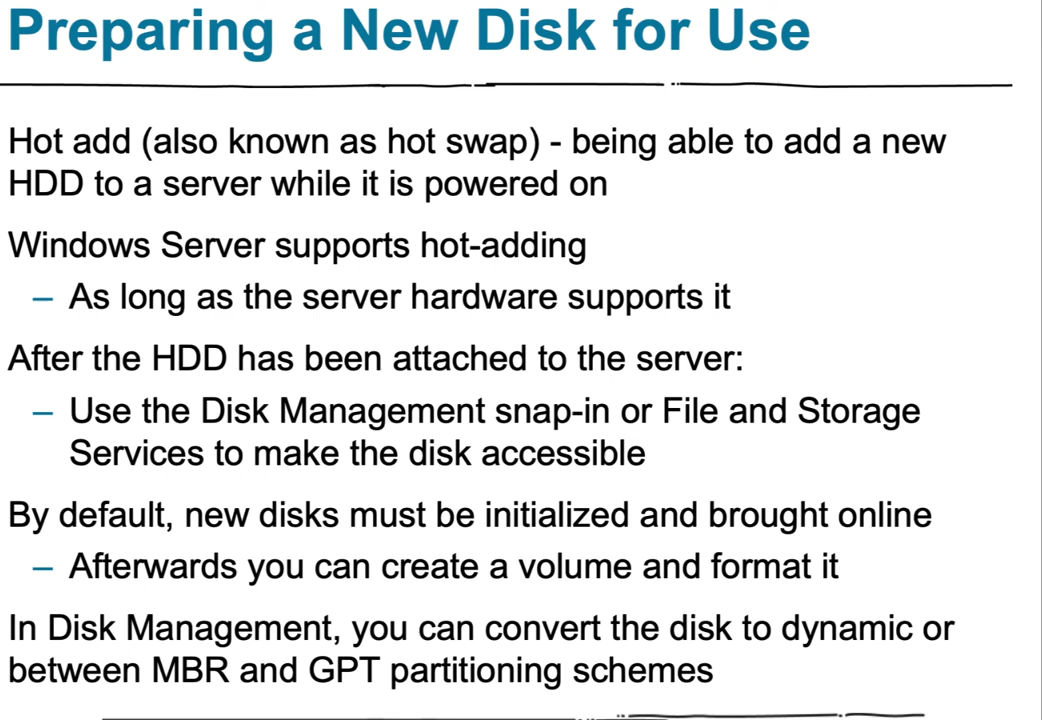 Preparing a New Disk for Use
Hot add (also known as hot swap) - being able to add a new
HDD to a server while it is powered on
Windows Server supports hot-adding
– As long as the server hardware supports it
After the HDD has been attached to the server:
– Use the Disk Management snap-in or File and Storage
Services to make the disk accessible
By default, new disks must be initialized and brought online
– Afterwards you can create a volume and format it
In Disk Management, you can convert the disk to dynamic or
between MBR and GPT partitioning schemes